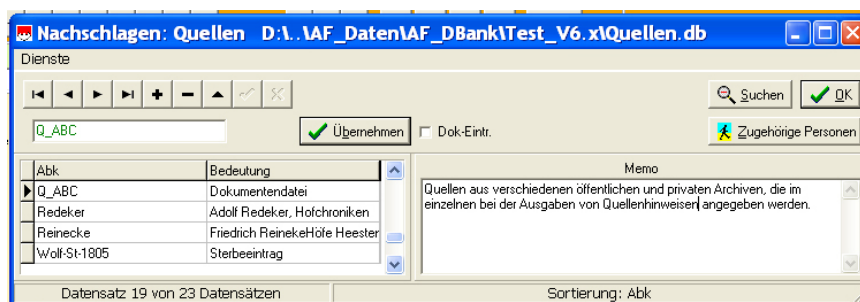 Nachschlagen: Quellen D:\..\AF_Daten\AF_DBank\Test_V6.x\Quellen.db
Dienste
Suchen
OK
Q_ABC
Übernehmen
Dok-Eintr.
Zugehörige Personen
Abk Bedeutung
Q_ABC Dokumentendatei
Redeker Adolf Redeker, Hofchroniken
Reinecke Friedrich ReinekeHöfe Heester
Wolf-St-1805 Sterbeeintrag
Memo
Quellen aus verschiedenen öffentlichen und privaten Archiven, die im
einzelnen bei der Ausgaben von Quellenhinweisen angegeben werden.
Datensatz 19 von 23 Datensätzen
Sortierung: Abk